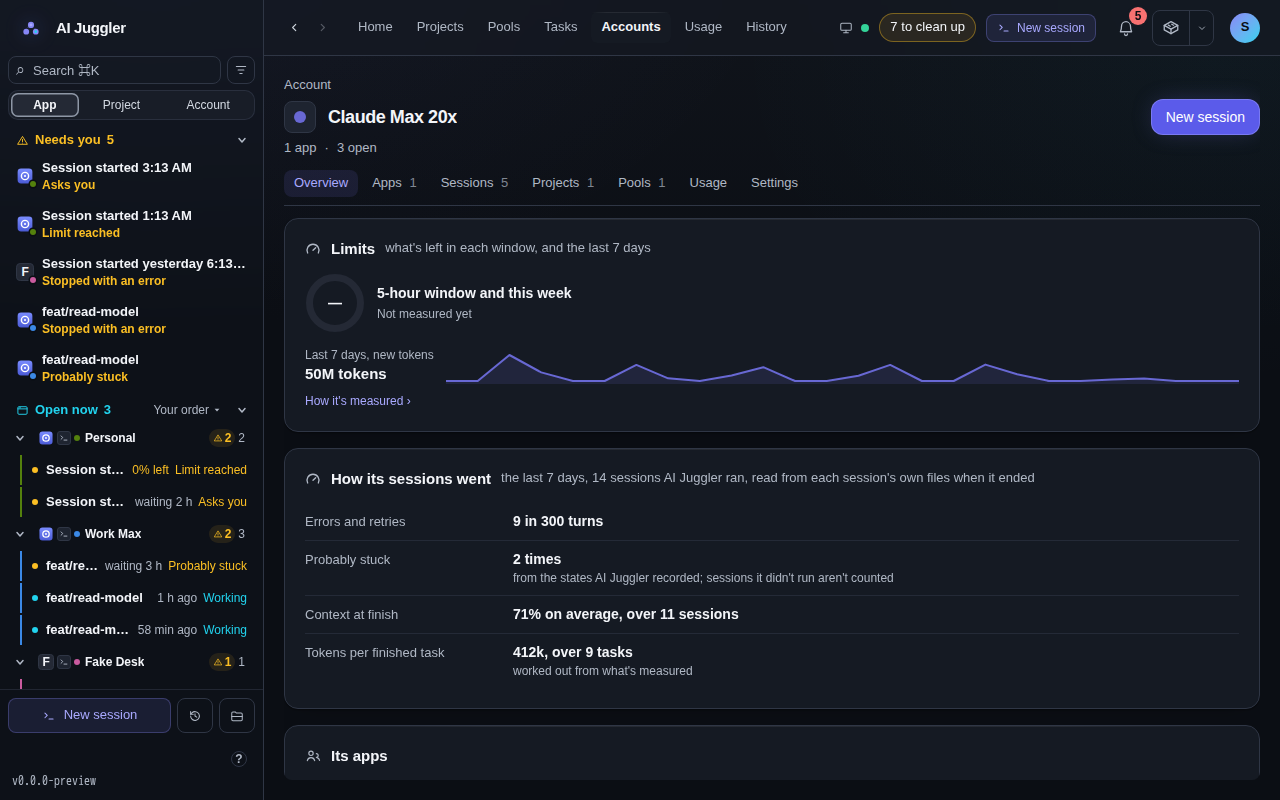 AI Juggler
Search ⌘K
App Project Account
Needs you 5
Session started 3:13 AM
Asks you
Session started 1:13 AM
Limit reached
F
Session started yesterday 6:13…
Stopped with an error
feat/read-model
Stopped with an error
feat/read-model
Probably stuck
Open now 3 Your order
Personal 2 2
Session st… 0% left Limit reached
Session st… waiting 2 h Asks you
Work Max 2 3
feat/re… waiting 3 h Probably stuck
feat/read-model 1 h ago Working
feat/read-m… 58 min ago Working
F Fake Desk 1 1
New session
?
v0.0.0-preview
Home Projects Pools Tasks Accounts Usage History
7 to clean up
New session
5
S
Account
Claude Max 20x
New session
1 app · 3 open
Overview Apps 1 Sessions 5 Projects 1 Pools 1 Usage Settings
Limits what's left in each window, and the last 7 days
—
5-hour window and this week
Not measured yet
Last 7 days, new tokens
50M tokens
How it's measured ›
How its sessions went the last 7 days, 14 sessions AI Juggler ran, read from each session's own files when it ended
Errors and retries 9 in 300 turns
Probably stuck 2 times
from the states AI Juggler recorded; sessions it didn't run aren't counted
Context at finish 71% on average, over 11 sessions
Tokens per finished task 412k, over 9 tasks
worked out from what's measured
Its apps